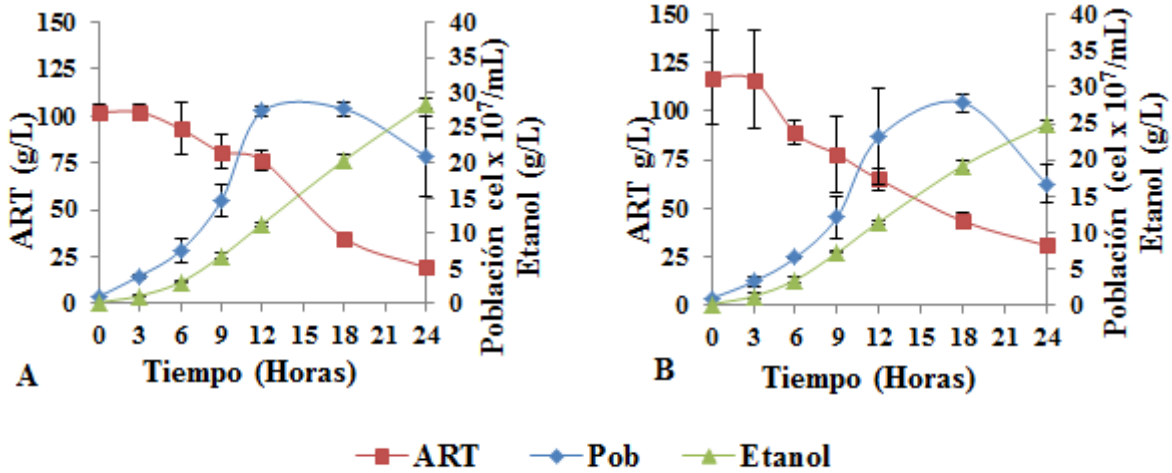 150
125
100
75
50
25
0
ART (g/L)
40
35
30
25
20
15
10
5
0
Población cel x 10⁷/mL)
Etanol (g/L)
0 3 6 9 12 15 18 21 24
Tiempo (Horas)
A
150
125
100
75
50
25
0
ART g/L)
40
35
30
25
20
15
10
5
0
Población (cel x 10⁷/mL)
Etanol (g/L)
0 3 6 9 12 15 18 21 24
Tiempo (Horas)
B
ART Pob Etanol